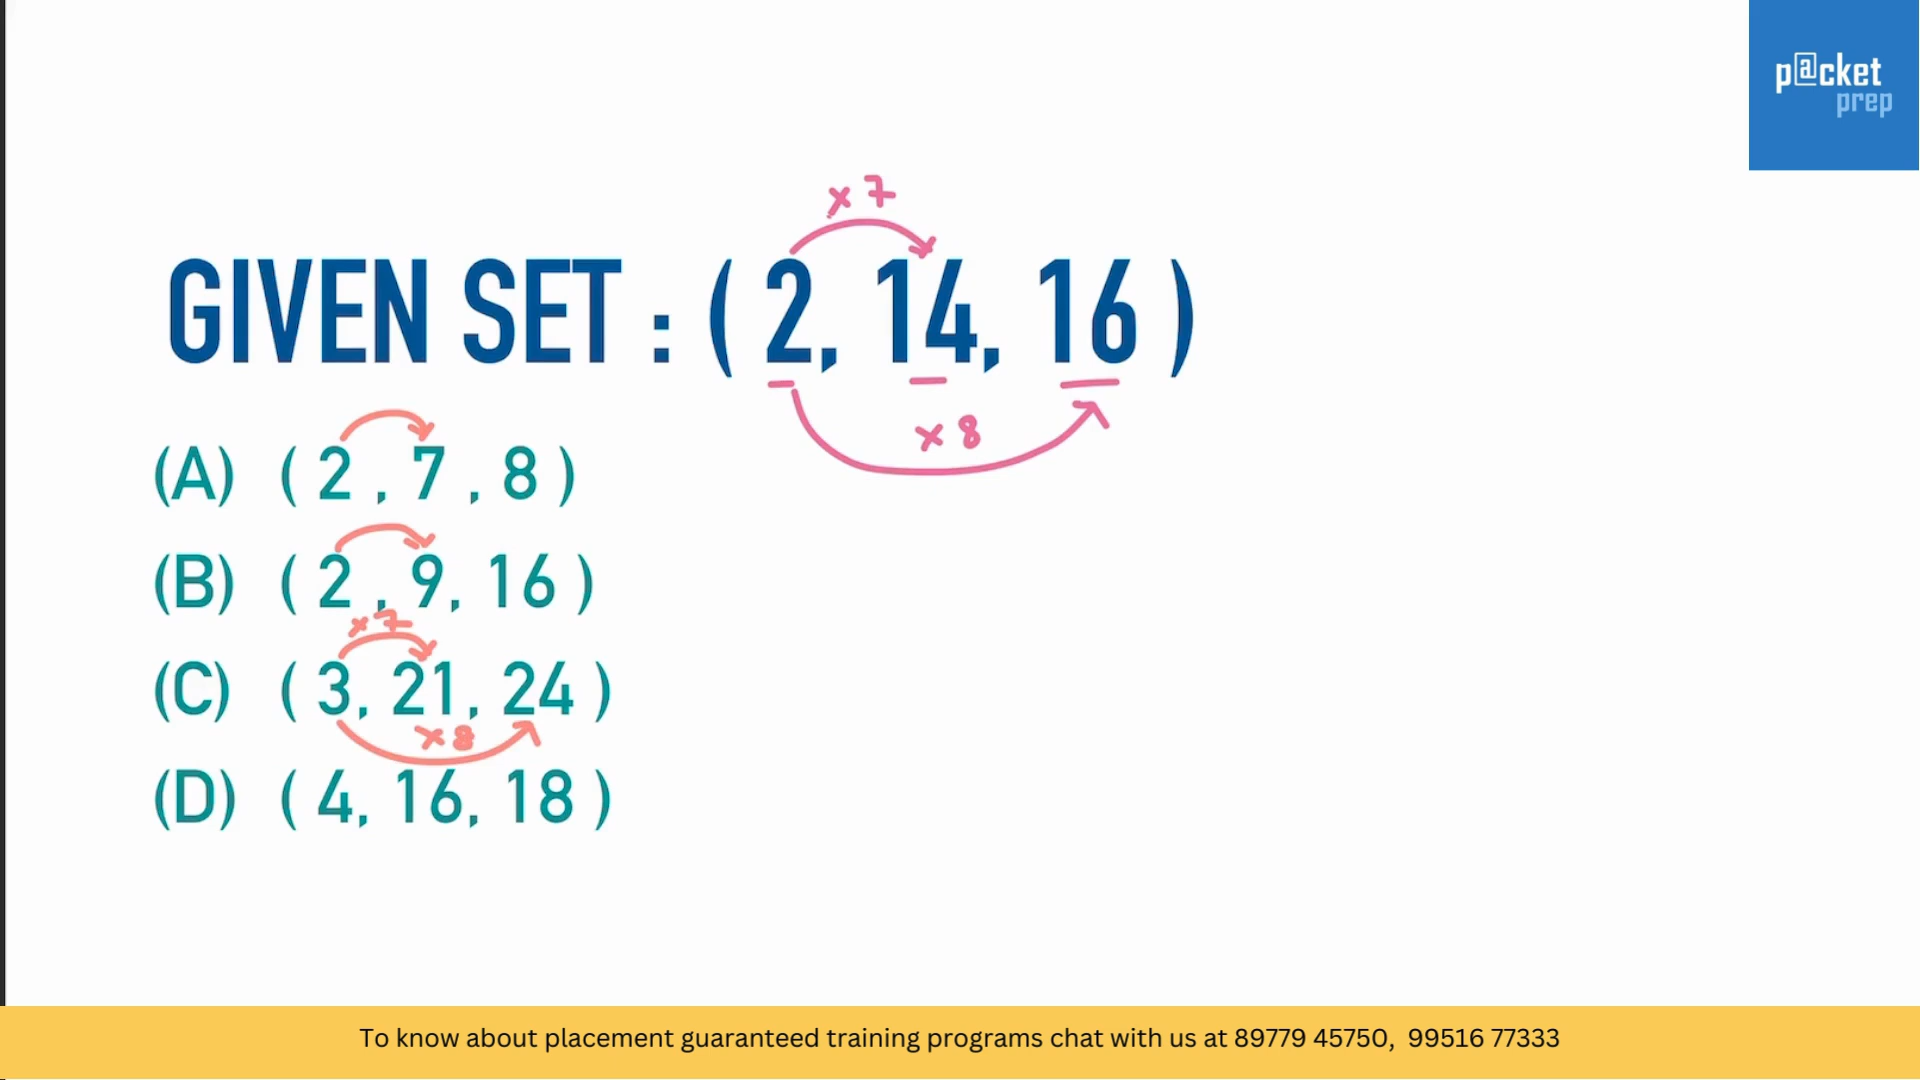 p@cket
prep
× 7
GIVEN SET : ( 2, 14, 16 )
× 8
(A) ( 2 , 7 , 8 )
(B) ( 2 , 9, 16 )
× 7
(C) ( 3, 21, 24 )
× 8
(D) ( 4, 16, 18 )
To know about placement guaranteed training programs chat with us at 89779 45750, 99516 77333